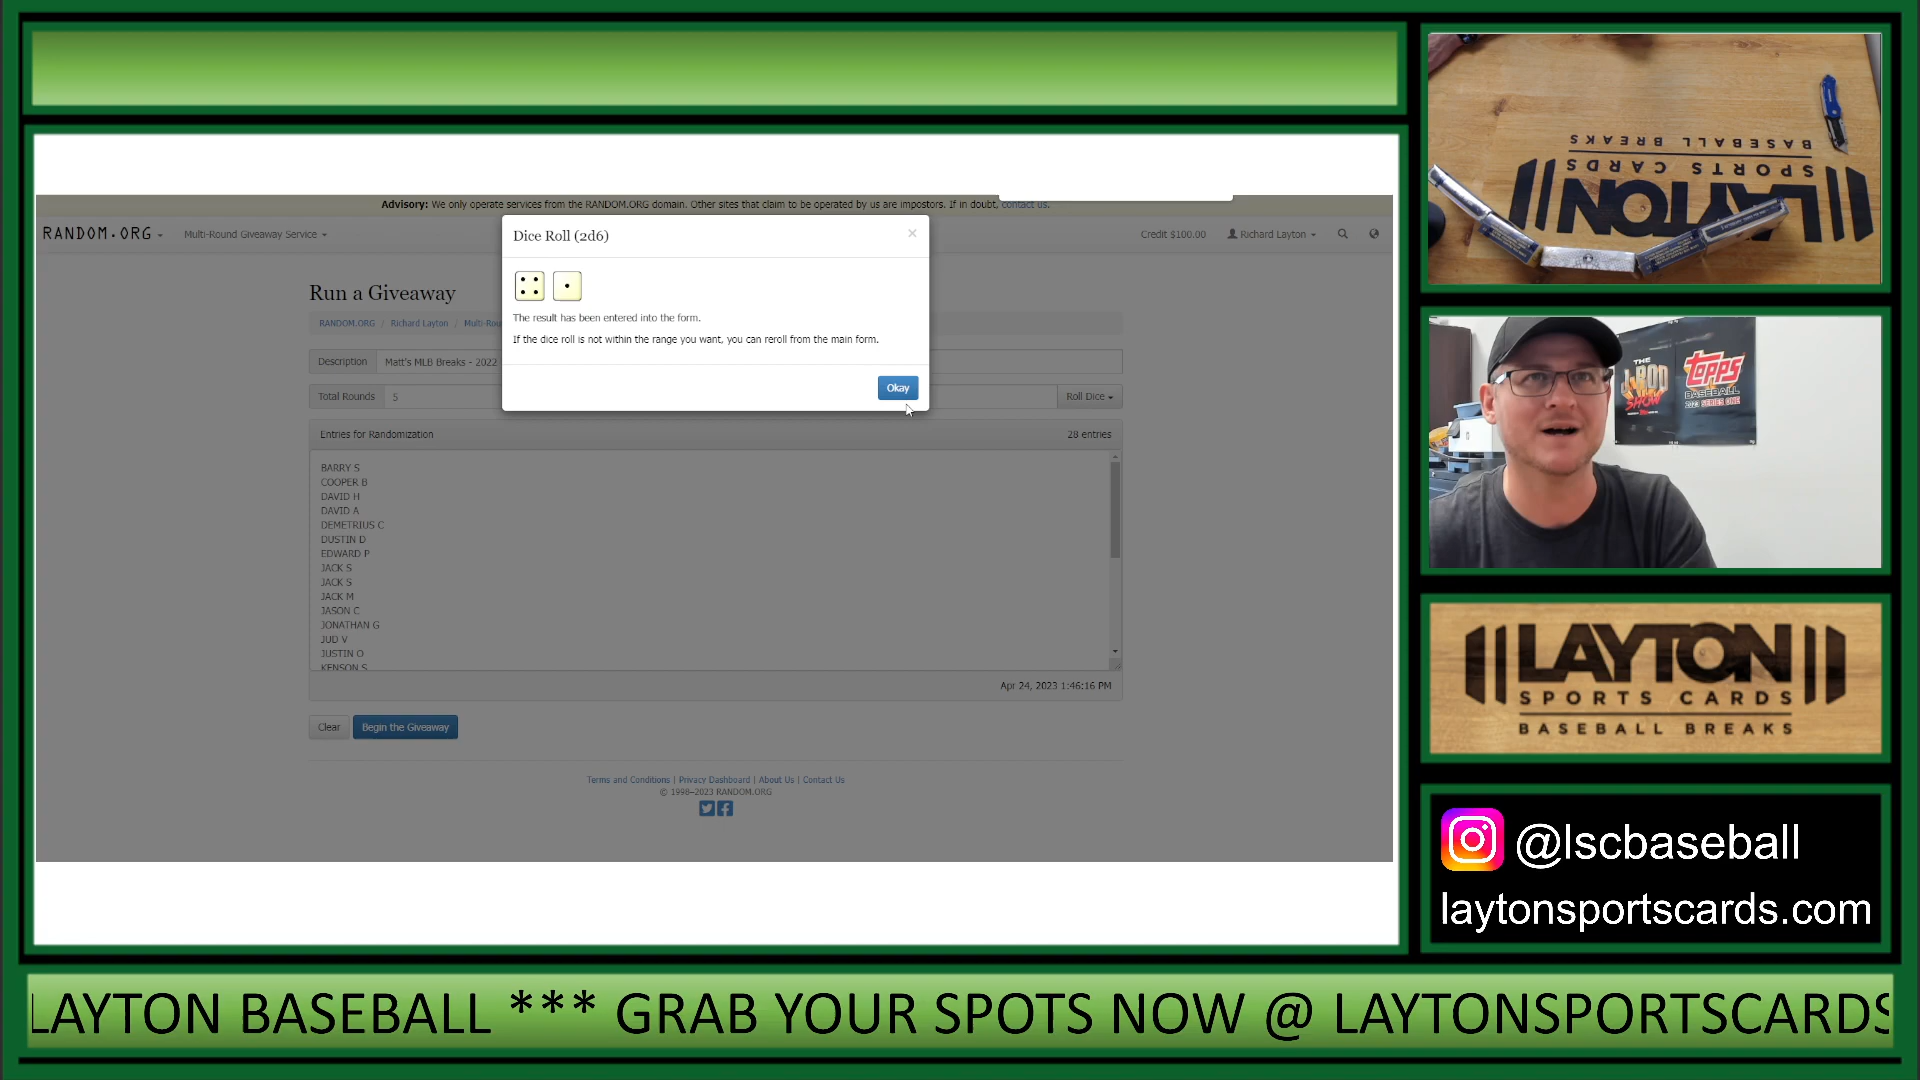 Advisory: We only operate services from the RANDOM.ORG domain. Other sites that claim to be operated by us are impostors. If in doubt, contact us.
RANDOM.ORG
Multi-Round Giveaway Service
Credit $100.00
Richard Layton
Dice Roll (2d6)
×
The result has been entered into the form.
If the dice roll is not within the range you want, you can reroll from the main form.
Okay
Run a Giveaway
RANDOM.ORG / Richard Layton / Multi-Rou
Description
Matt's MLB Breaks - 2022
Total Rounds
5
Roll Dice
Entries for Randomization
28 entries
BARRY S
COOPER B
DAVID H
DAVID A
DEMETRIUS C
DUSTIN D
EDWARD P
JACK S
JACK S
JACK M
JASON C
JONATHAN G
JUD V
JUSTIN O
KENSON S
Apr 24, 2023 1:46:16 PM
Clear
Begin the Giveaway
Terms and Conditions | Privacy Dashboard | About Us | Contact Us
© 1998–2023 RANDOM.ORG
BASEBALL BREAKS
SPORTS CARDS
LAYTON
THE
J-ROD
SHOW
topps
BASEBALL
2023 SERIES ONE
LAYTON
SPORTS CARDS
BASEBALL BREAKS
@lscbaseball
laytonsportscards.com
LAYTON BASEBALL *** GRAB YOUR SPOTS NOW @ LAYTONSPORTSCARDS